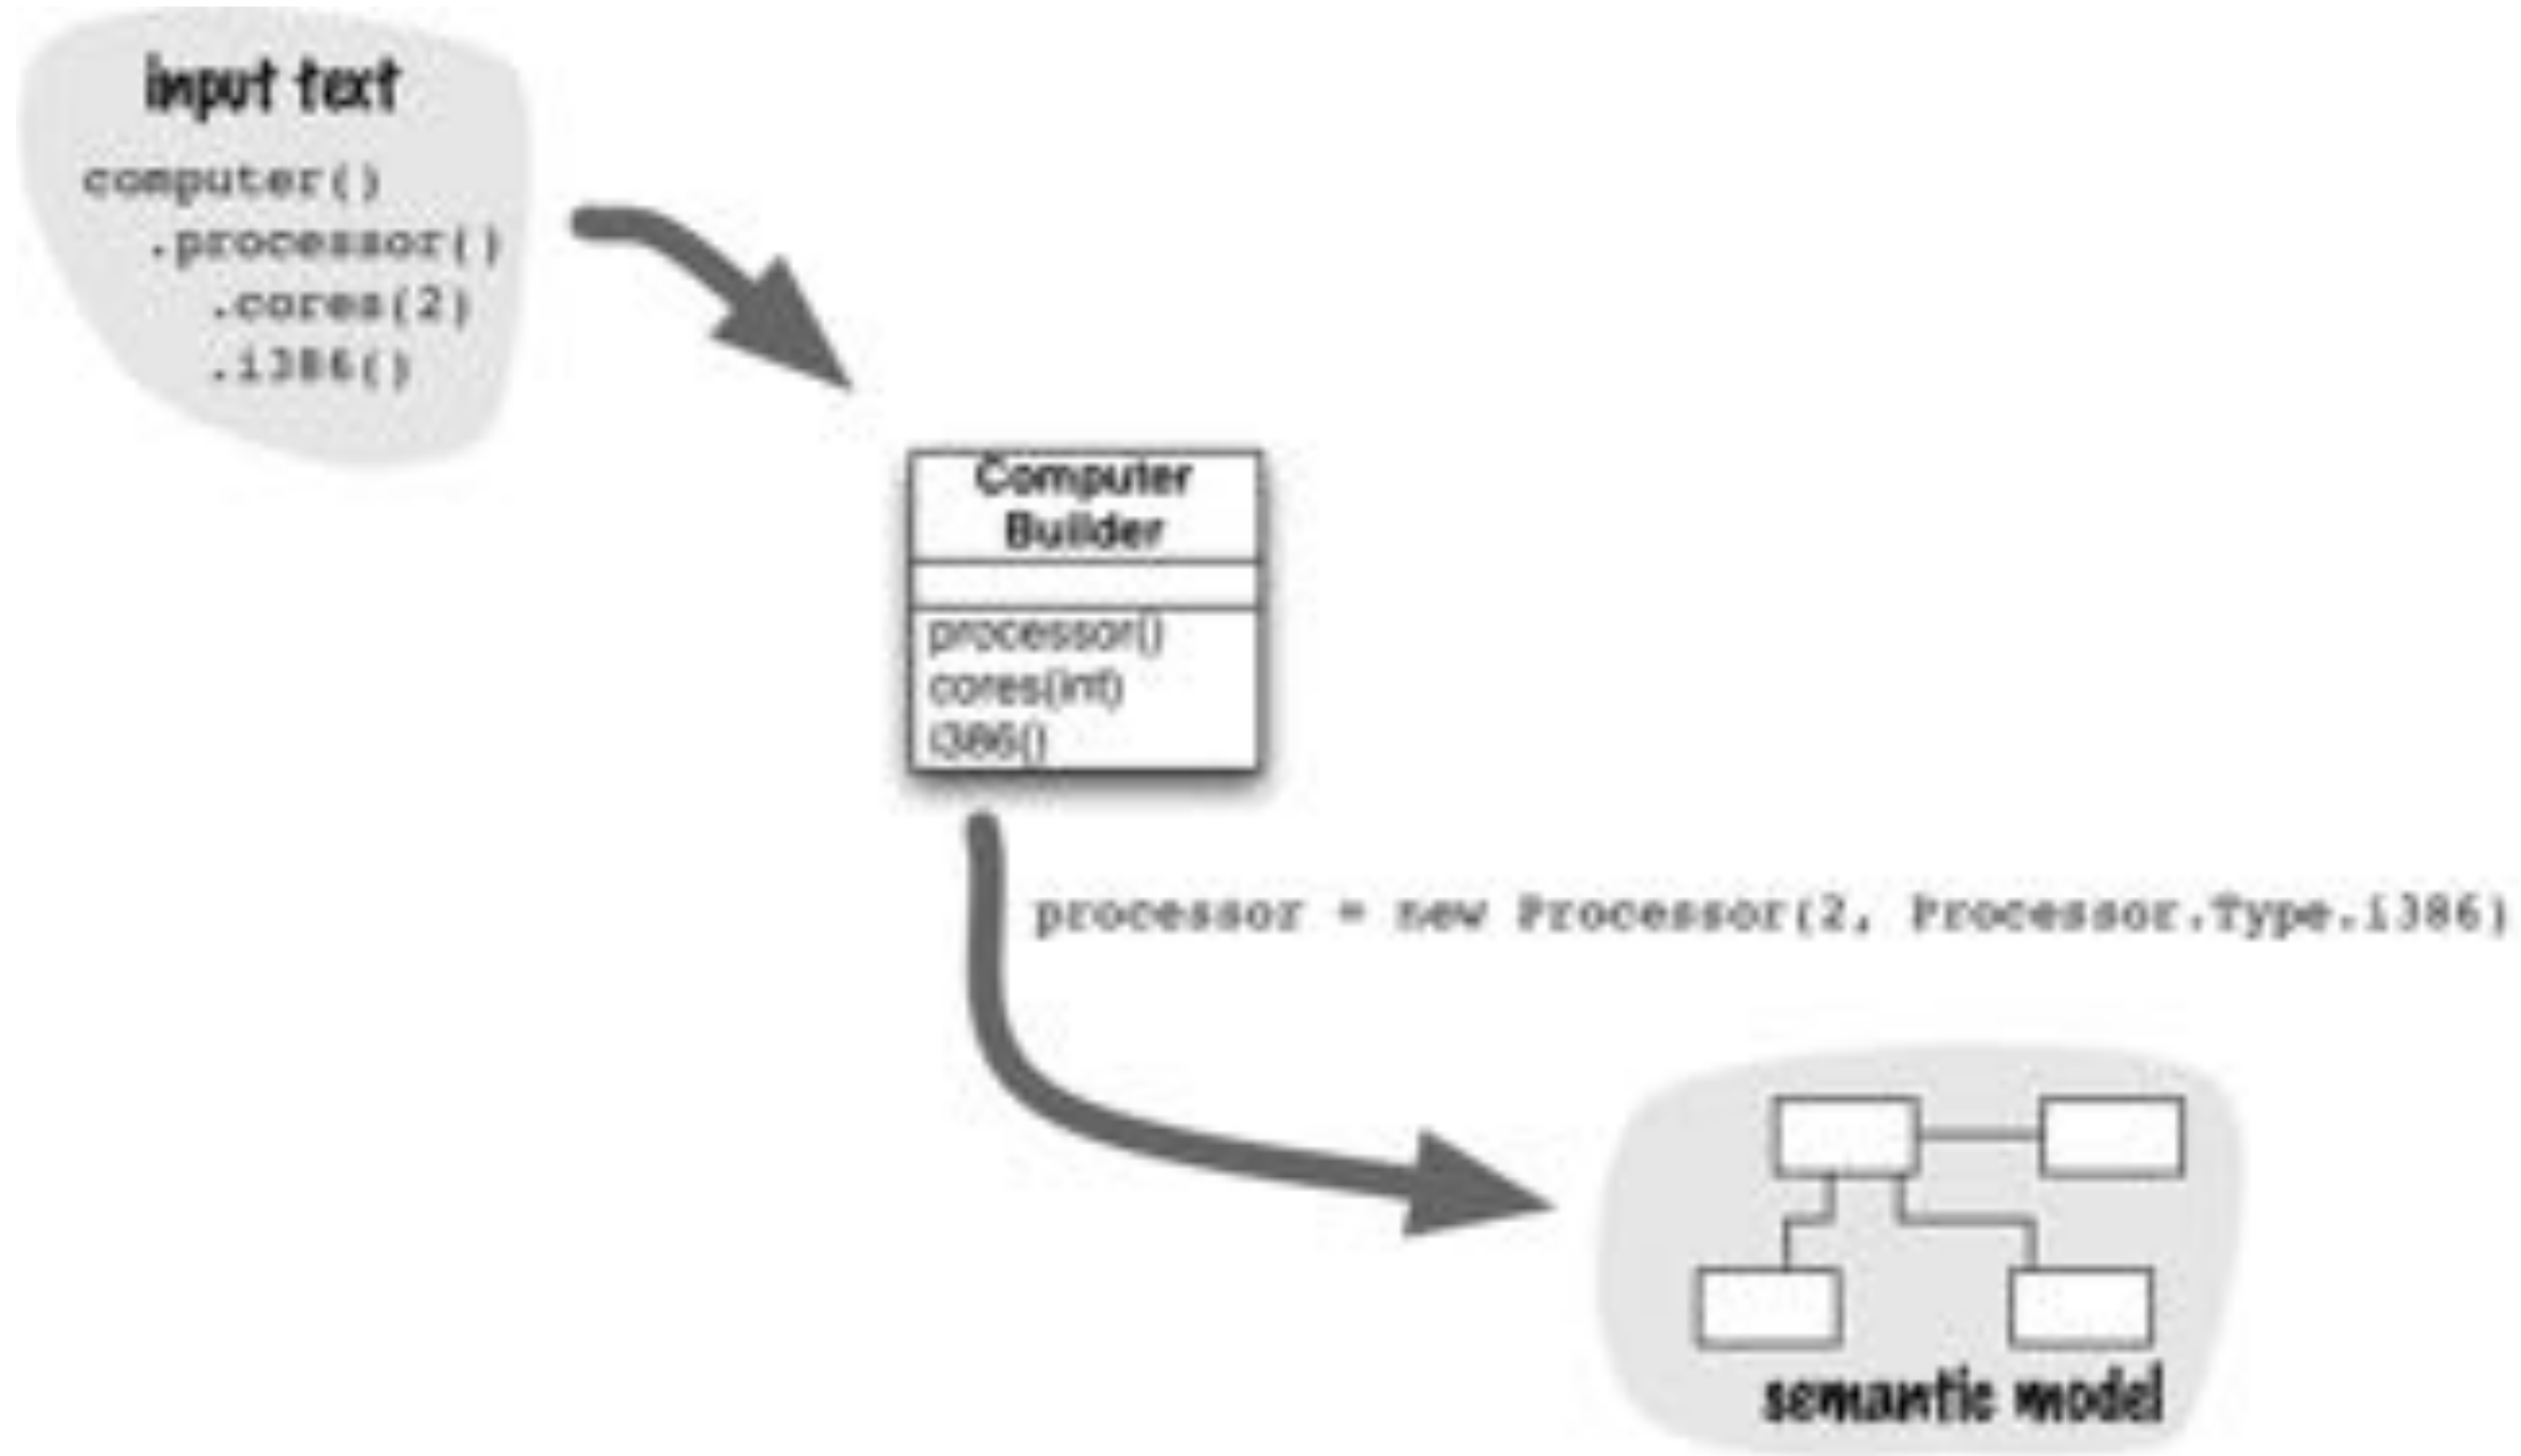 input text
computer()
.processor()
.cores(2)
.i386()
Computer
Builder
processor()
cores(int)
i386()
processor = new Processor(2, Processor.Type.i386)
semantic model